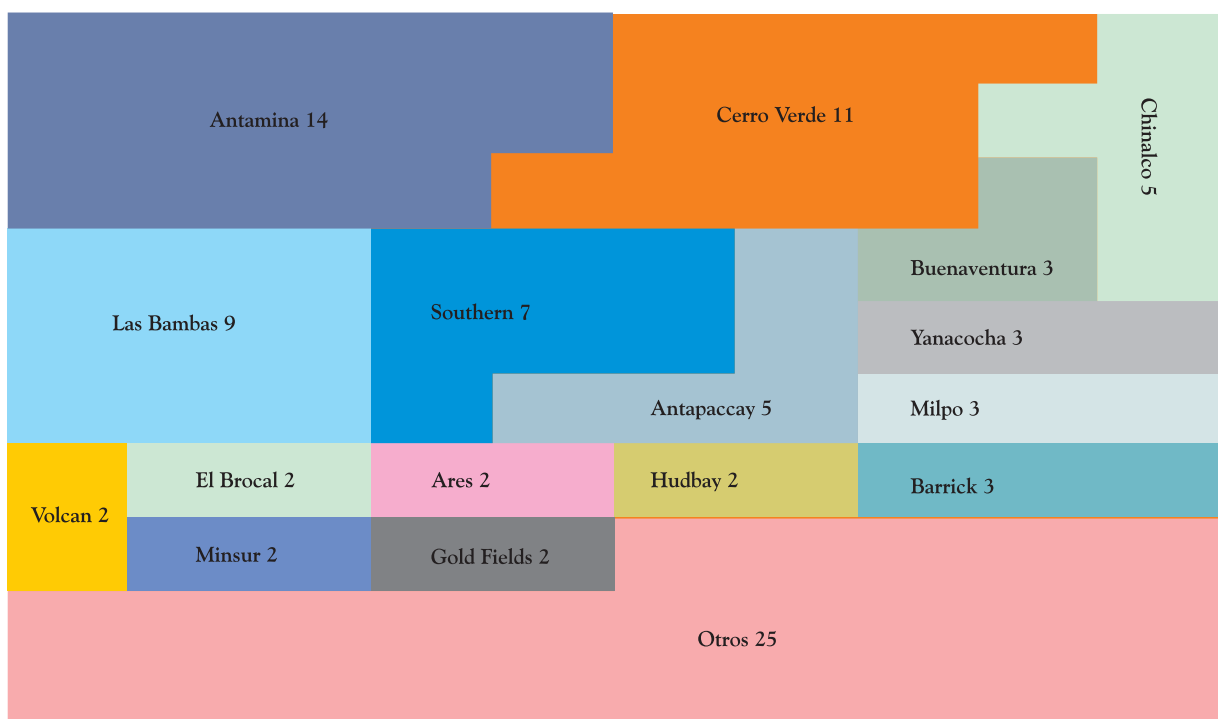 Antamina 14
Cerro Verde 11
Chinalco 5
Buenaventura 3
Las Bambas 9
Southern 7
Yanacocha 3
Antapaccay 5
Milpo 3
Volcan 2
El Brocal 2
Ares 2
Hudbay 2
Barrick 3
Minsur 2
Gold Fields 2
Otros 25